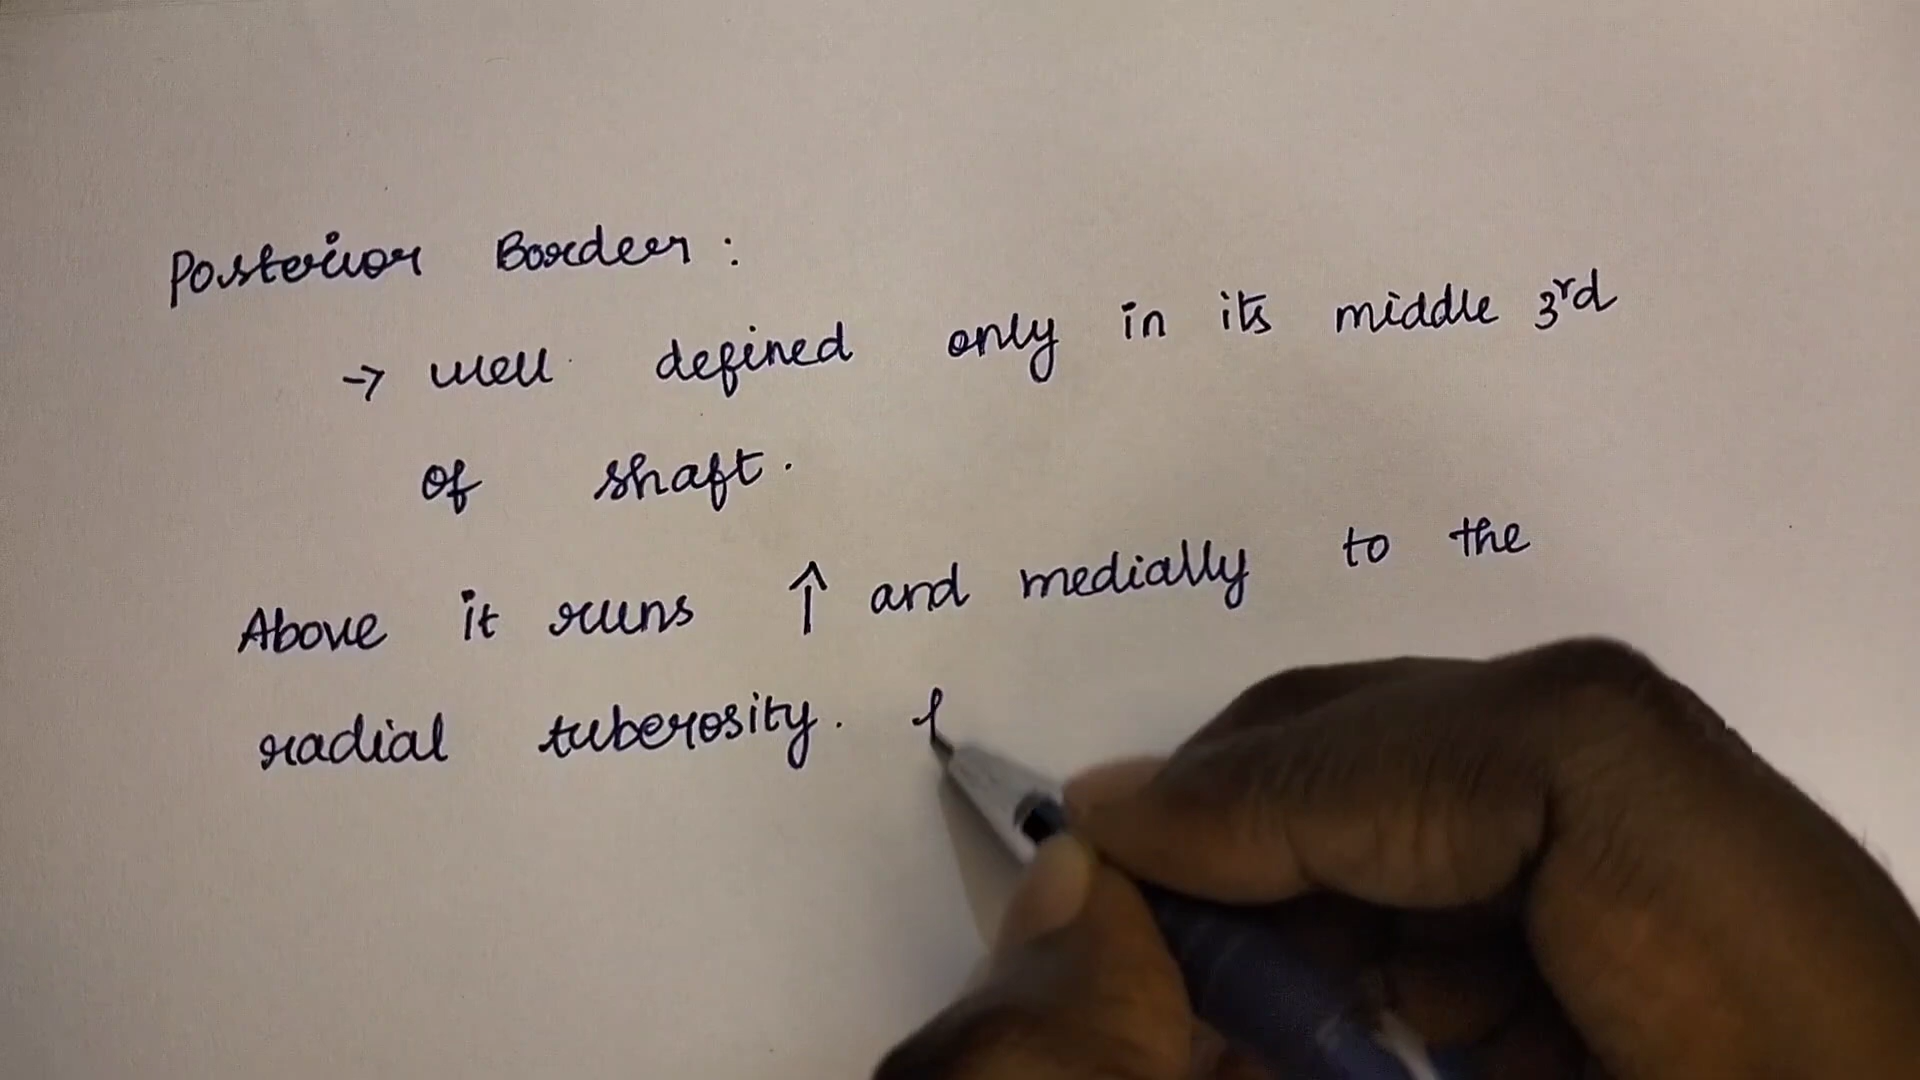 Posterior Border :
→ well defined only in its middle 3rd
of shaft.
Above it runs ↑ and medially to the
radial tuberosity.